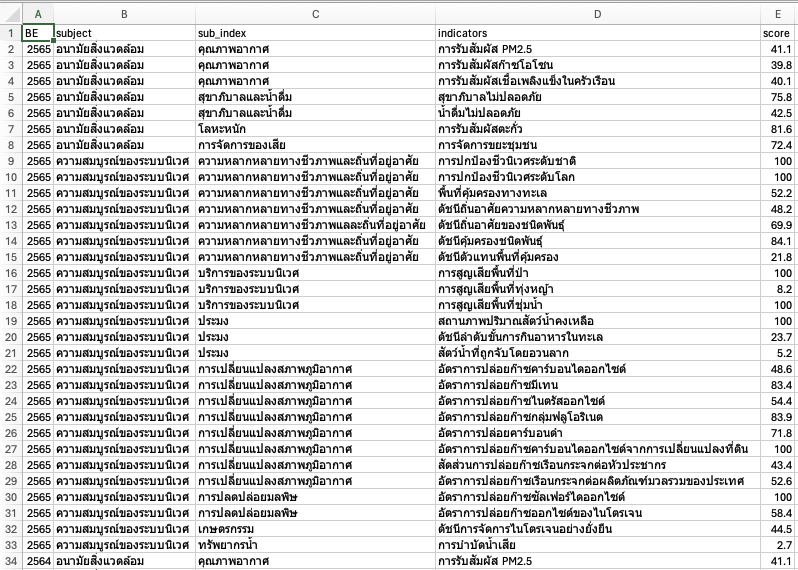 A B C D E
1 BE subject sub_index indicators score
2 2565 อนามัยสิ่งแวดล้อม คุณภาพอากาศ การรับสัมผัส PM2.5 41.1
3 2565 อนามัยสิ่งแวดล้อม คุณภาพอากาศ การรับสัมผัสก๊าซโอโซน 39.8
4 2565 อนามัยสิ่งแวดล้อม คุณภาพอากาศ การรับสัมผัสเชื้อเพลิงแข็งในครัวเรือน 40.1
5 2565 อนามัยสิ่งแวดล้อม สุขาภิบาลและน้ำดื่ม สุขาภิบาลไม่ปลอดภัย 75.8
6 2565 อนามัยสิ่งแวดล้อม สุขาภิบาลและน้ำดื่ม น้ำดื่มไม่ปลอดภัย 42.5
7 2565 อนามัยสิ่งแวดล้อม โลหะหนัก การรับสัมผัสตะกั่ว 81.6
8 2565 อนามัยสิ่งแวดล้อม การจัดการของเสีย การจัดการขยะชุมชน 72.4
9 2565 ความสมบูรณ์ของระบบนิเวศ ความหลากหลายทางชีวภาพและถิ่นที่อยู่อาศัย การปกป้องชีวนิเวศระดับชาติ 100
10 2565 ความสมบูรณ์ของระบบนิเวศ ความหลากหลายทางชีวภาพและถิ่นที่อยู่อาศัย การปกป้องชีวนิเวศระดับโลก 100
11 2565 ความสมบูรณ์ของระบบนิเวศ ความหลากหลายทางชีวภาพและถิ่นที่อยู่อาศัย พื้นที่คุ้มครองทางทะเล 52.2
12 2565 ความสมบูรณ์ของระบบนิเวศ ความหลากหลายทางชีวภาพและถิ่นที่อยู่อาศัย ดัชนีถิ่นอาศัยความหลากหลายทางชีวภาพ 48.2
13 2565 ความสมบูรณ์ของระบบนิเวศ ความหลากหลายทางชีวภาพแลละถิ่นที่อยู่อาศัย ดัชนีถิ่นอาศัยของชนิดพันธุ์ 69.9
14 2565 ความสมบูรณ์ของระบบนิเวศ ความหลากหลายทางชีวภาพและถิ่นที่อยู่อาศัย ดัชนีคุ้มครองชนิดพันธุ์ 84.1
15 2565 ความสมบูรณ์ของระบบนิเวศ ความหลากหลายทางชีวภาพและถิ่นที่อยู่อาศัย ดัชนีตัวแทนพื้นที่คุ้มครอง 21.8
16 2565 ความสมบูรณ์ของระบบนิเวศ บริการของระบบนิเวศ การสูญเสียพื้นที่ป่า 100
17 2565 ความสมบูรณ์ของระบบนิเวศ บริการของระบบนิเวศ การสูญเสียพื้นที่ทุ่งหญ้า 8.2
18 2565 ความสมบูรณ์ของระบบนิเวศ บริการของระบบนิเวศ การสูญเสียพื้นที่ชุ่มน้ำ 100
19 2565 ความสมบูรณ์ของระบบนิเวศ ประมง สถานภาพปริมาณสัตว์น้ำคงเหลือ 100
20 2565 ความสมบูรณ์ของระบบนิเวศ ประมง ดัชนีลำดับขั้นการกินอาหารในทะเล 23.7
21 2565 ความสมบูรณ์ของระบบนิเวศ ประมง สัตว์น้ำที่ถูกจับโดยอวนลาก 5.2
22 2565 ความสมบูรณ์ของระบบนิเวศ การเปลี่ยนแปลงสภาพภูมิอากาศ อัตราการปล่อยก๊าซคาร์บอนไดออกไซด์ 48.6
23 2565 ความสมบูรณ์ของระบบนิเวศ การเปลี่ยนแปลงสภาพภูมิอากาศ อัตราการปล่อยก๊าซมีเทน 83.4
24 2565 ความสมบูรณ์ของระบบนิเวศ การเปลี่ยนแปลงสภาพภูมิอากาศ อัตราการปล่อยก๊าซไนตรัสออกไซด์ 54.4
25 2565 ความสมบูรณ์ของระบบนิเวศ การเปลี่ยนแปลงสภาพภูมิอากาศ อัตราการปล่อยก๊าซกลุ่มฟลูโอริเนต 83.9
26 2565 ความสมบูรณ์ของระบบนิเวศ การเปลี่ยนแปลงสภาพภูมิอากาศ อัตราการปล่อยคาร์บอนดำ 71.8
27 2565 ความสมบูรณ์ของระบบนิเวศ การเปลี่ยนแปลงสภาพภูมิอากาศ อัตราการปล่อยก๊าซคาร์บอนไดออกไซด์จากการเปลี่ยนแปลงที่ดิน 100
28 2565 ความสมบูรณ์ของระบบนิเวศ การเปลี่ยนแปลงสภาพภูมิอากาศ สัดส่วนการปล่อยก๊าซเรือนกระจกต่อหัวประชากร 43.4
29 2565 ความสมบูรณ์ของระบบนิเวศ การเปลี่ยนแปลงสภาพภูมิอากาศ อัตราการปล่อยก๊าซเรือนกระจกต่อผลิตภัณฑ์มวลรวมของประเทศ 52.6
30 2565 ความสมบูรณ์ของระบบนิเวศ การปลดปล่อยมลพิษ อัตราการปล่อยก๊าซซัลเฟอร์ไดออกไซด์ 100
31 2565 ความสมบูรณ์ของระบบนิเวศ การปลดปล่อยมลพิษ อัตราการปล่อยก๊าซออกไซด์ของไนโตรเจน 58.4
32 2565 ความสมบูรณ์ของระบบนิเวศ เกษตรกรรม ดัชนีการจัดการไนโตรเจนอย่างยั่งยืน 44.5
33 2565 ความสมบูรณ์ของระบบนิเวศ ทรัพยากรน้ำ การบำบัดน้ำเสีย 2.7
34 2564 อนามัยสิ่งแวดล้อม คุณภาพอากาศ การรับสัมผัส PM2.5 41.1